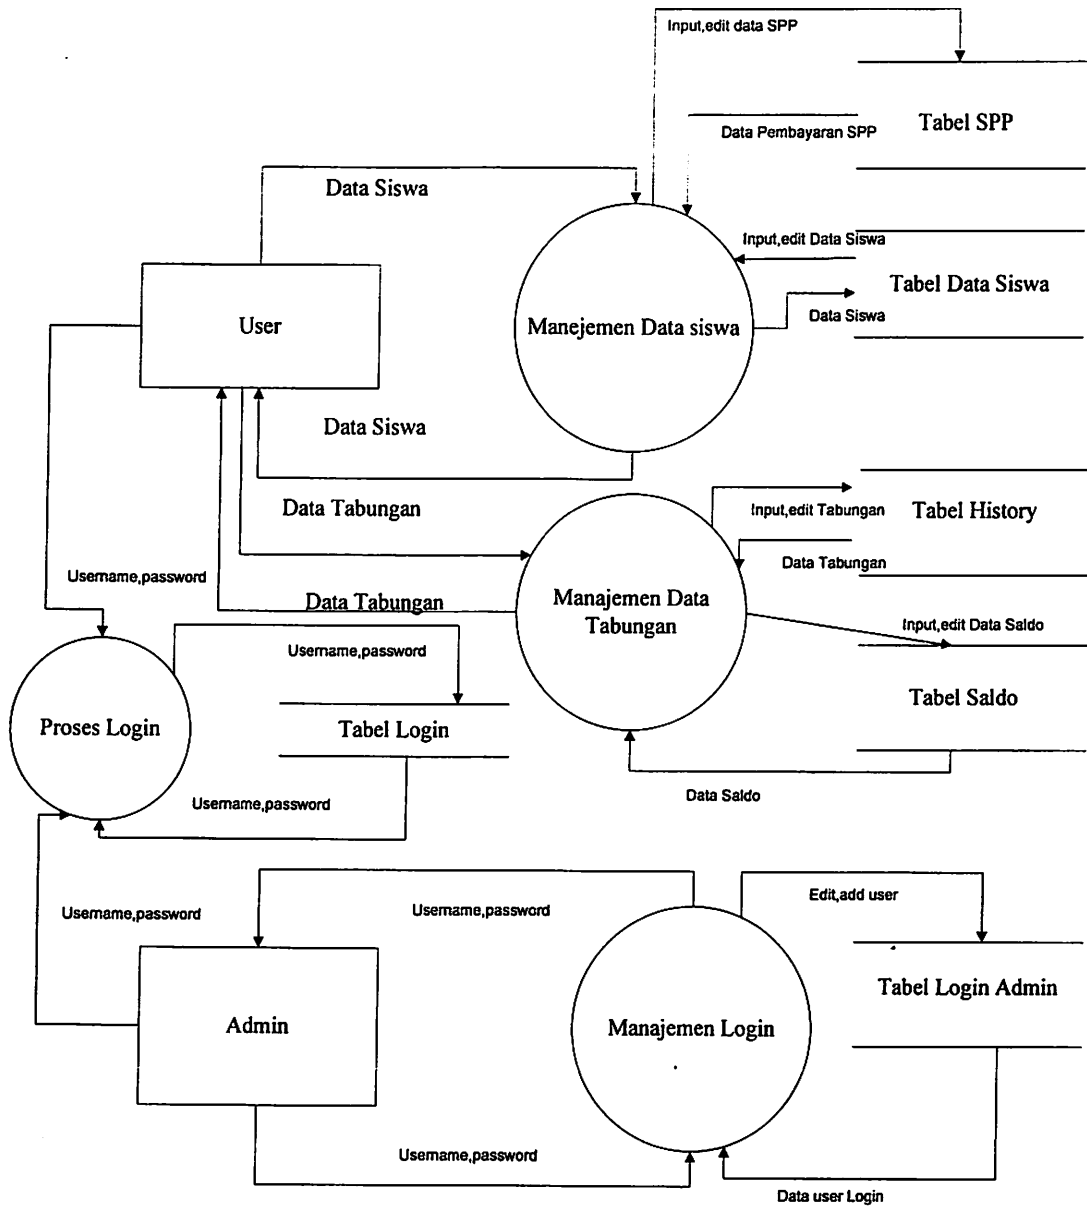 Input,edit data SPP
Tabel SPP
Data Pembayaran SPP
Data Siswa
Input,edit Data Siswa
Tabel Data Siswa
Data Siswa
User
Manejemen Data siswa
Data Siswa
Data Tabungan
Input,edit Tabungan
Tabel History
Data Tabungan
Username,password
Data Tabungan
Manajemen Data
Tabungan
Input,edit Data Saldo
Username,password
Tabel Saldo
Proses Login
Tabel Login
Username,password
Data Saldo
Username,password
Username,password
Edit,add user
Tabel Login Admin
Admin
Manajemen Login
Username,password
Data user Login